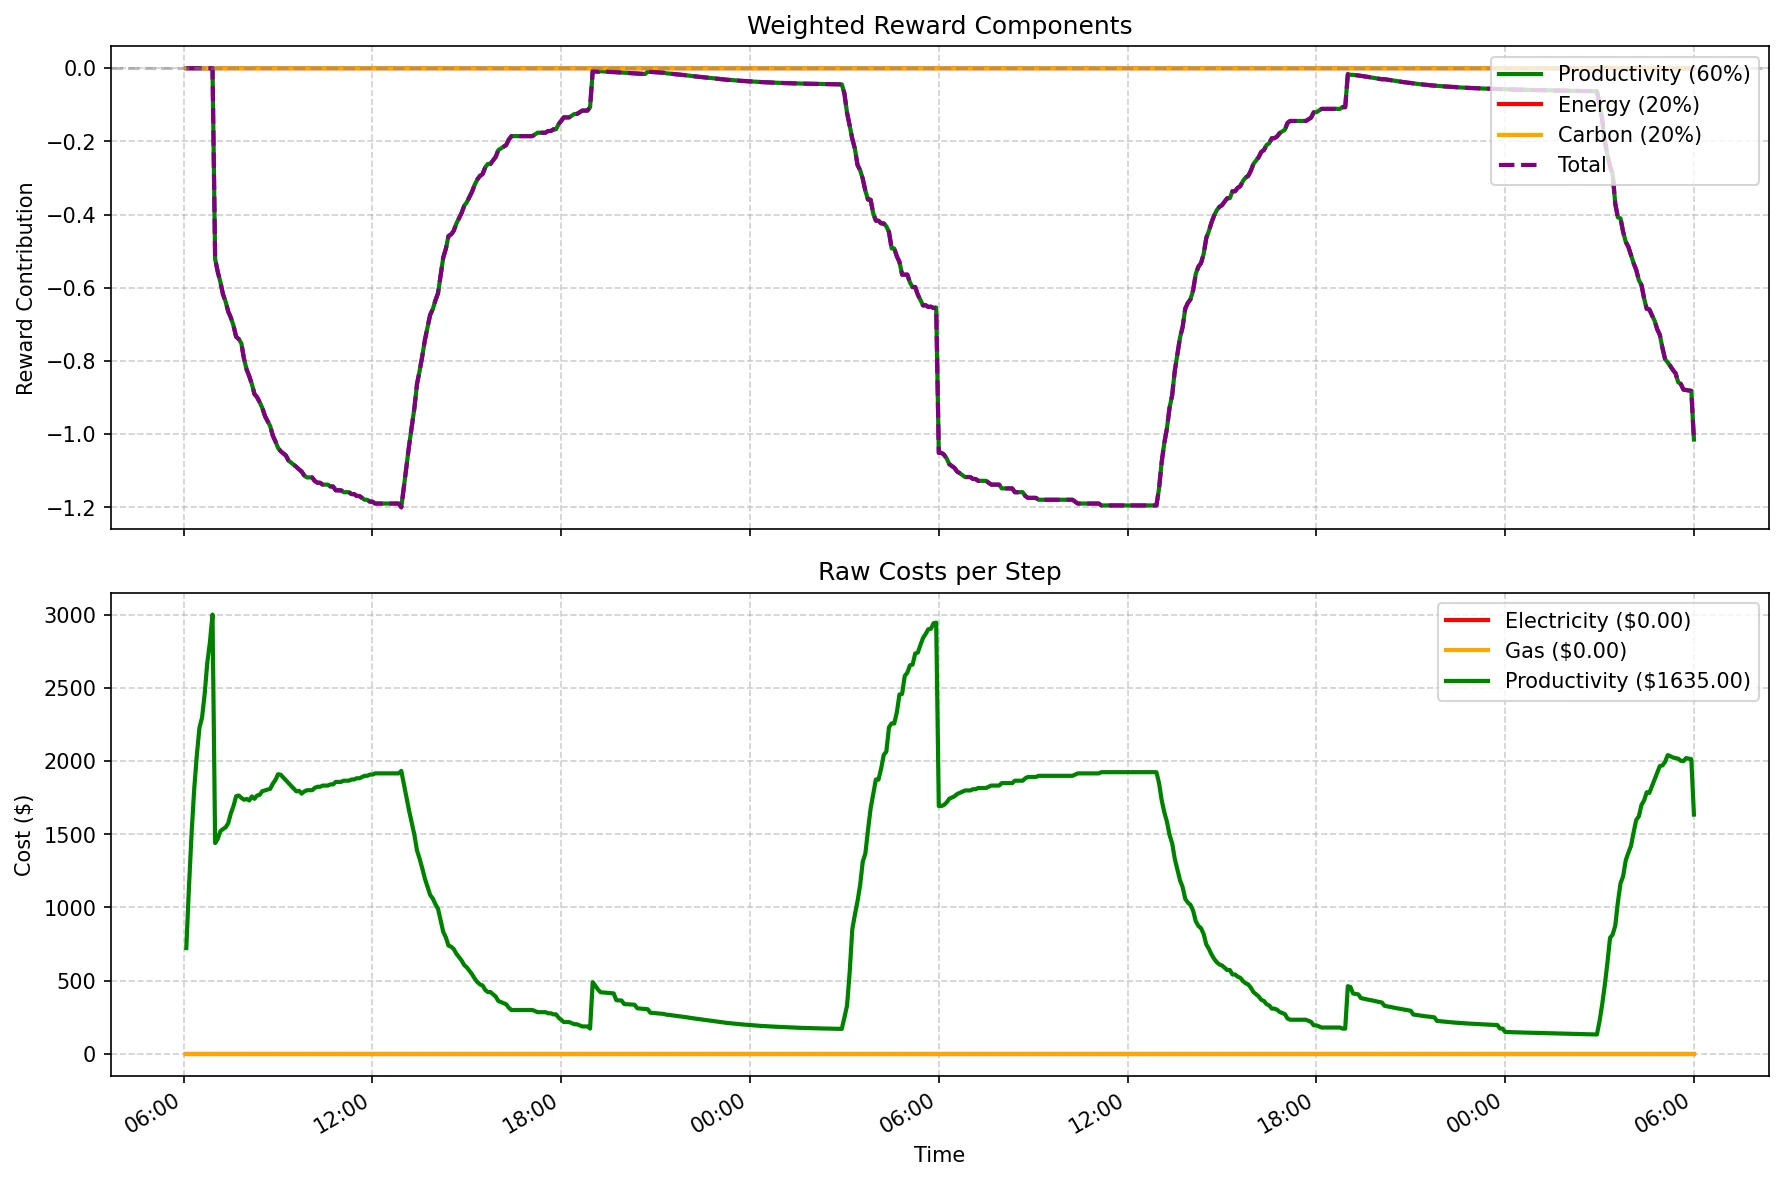 Weighted Reward Components
0.0
−0.2
−0.4
−0.6
−0.8
−1.0
−1.2
Reward Contribution
Productivity (60%)
Energy (20%)
Carbon (20%)
Total
Raw Costs per Step
3000
2500
2000
1500
1000
500
0
Cost ($)
Electricity ($0.00)
Gas ($0.00)
Productivity ($1635.00)
06:00 12:00 18:00 00:00 06:00 12:00 18:00 00:00 06:00
Time